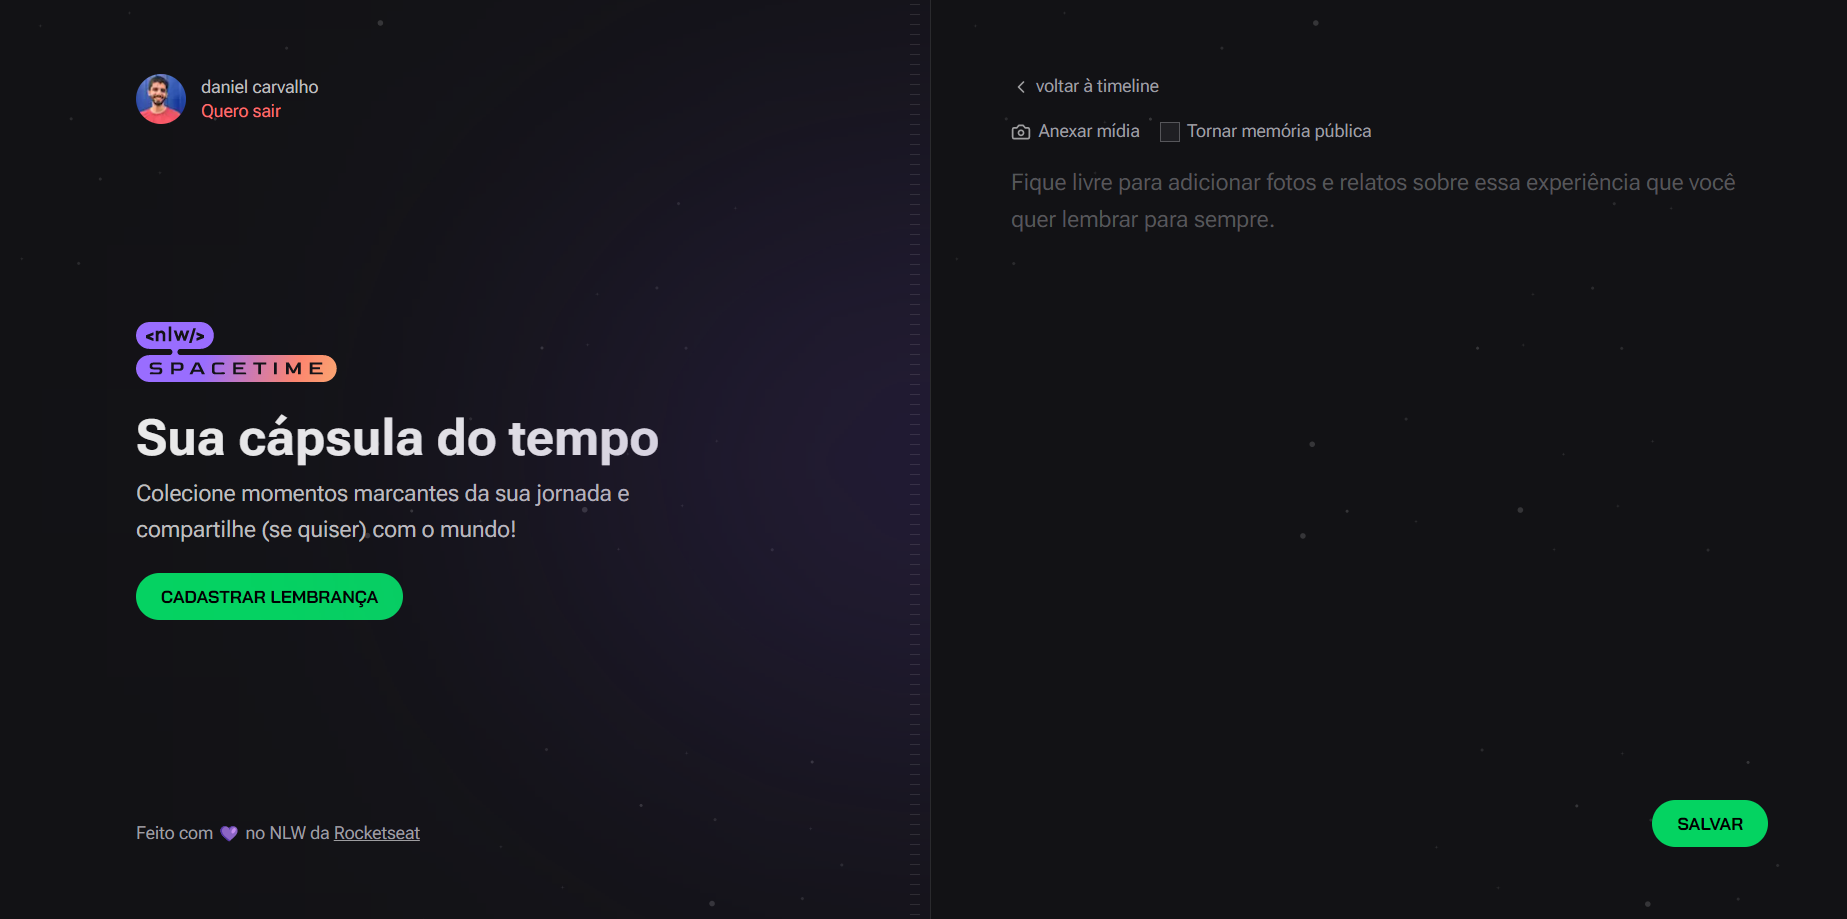 daniel carvalho
Quero sair
<nlw/>
SPACETIME
Sua cápsula do tempo
Colecione momentos marcantes da sua jornada e
compartilhe (se quiser) com o mundo!
CADASTRAR LEMBRANÇA
Feito com 💜 no NLW da Rocketseat
voltar à timeline
Anexar mídia Tornar memória pública
Fique livre para adicionar fotos e relatos sobre essa experiência que você
quer lembrar para sempre.
SALVAR